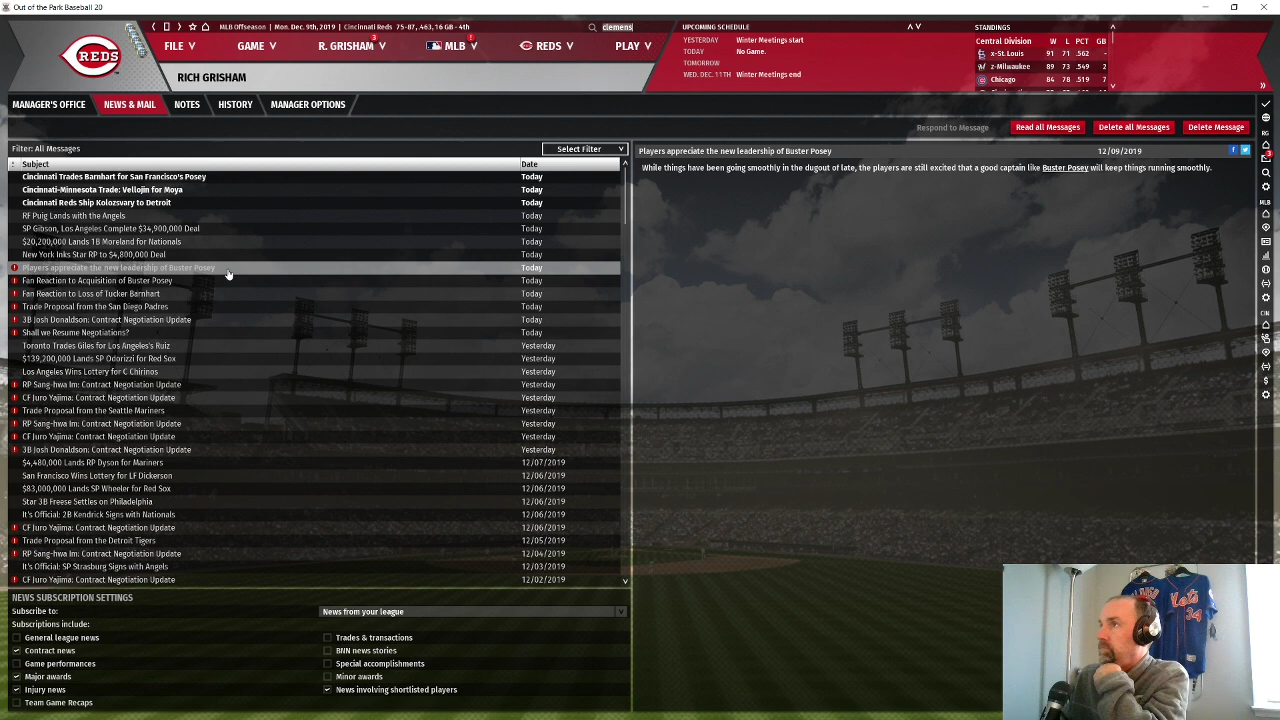 Out of the Park Baseball 20
MLB Offseason | Mon. Dec. 9th, 2019 | Cincinnati Reds 75-87, .463, 16 GB - 4th
clemens
REDS
FILE
GAME
R. GRISHAM
3
MLB
REDS
PLAY
RICH GRISHAM
UPCOMING SCHEDULE
YESTERDAY Winter Meetings start
TODAY No Game.
TOMORROW
WED. DEC. 11TH Winter Meetings end
STANDINGS
Central Division W L PCT GB
x-St.Louis 91 71 .562 -
z-Milwaukee 89 73 .549 2
Chicago 84 78 .519 7
MANAGER'S OFFICE NEWS & MAIL NOTES HISTORY MANAGER OPTIONS
Respond to Message Read all Messages Delete all Messages Delete Message
Filter: All Messages Select Filter
: Subject Date
Cincinnati Trades Barnhart for San Francisco's Posey Today
Cincinnati-Minnesota Trade: Vellojin for Moya Today
Cincinnati Reds Ship Kolozsvary to Detroit Today
RF Puig Lands with the Angels Today
SP Gibson, Los Angeles Complete $34,900,000 Deal Today
$20,200,000 Lands 1B Moreland for Nationals Today
New York Inks Star RP to $4,800,000 Deal Today
Players appreciate the new leadership of Buster Posey Today
Fan Reaction to Acquisition of Buster Posey Today
Fan Reaction to Loss of Tucker Barnhart Today
Trade Proposal from the San Diego Padres Today
3B Josh Donaldson: Contract Negotiation Update Today
Shall we Resume Negotiations? Today
Toronto Trades Giles for Los Angeles's Ruiz Yesterday
$139,200,000 Lands SP Odorizzi for Red Sox Yesterday
Los Angeles Wins Lottery for C Chirinos Yesterday
RP Sang-hwa Im: Contract Negotiation Update Yesterday
CF Juro Yajima: Contract Negotiation Update Yesterday
Trade Proposal from the Seattle Mariners Yesterday
RP Sang-hwa Im: Contract Negotiation Update Yesterday
CF Juro Yajima: Contract Negotiation Update Yesterday
3B Josh Donaldson: Contract Negotiation Update Yesterday
$4,480,000 Lands RP Dyson for Mariners 12/07/2019
San Francisco Wins Lottery for LF Dickerson 12/06/2019
$83,000,000 Lands SP Wheeler for Red Sox 12/06/2019
Star 3B Freese Settles on Philadelphia 12/06/2019
It's Official: 2B Kendrick Signs with Nationals 12/06/2019
CF Juro Yajima: Contract Negotiation Update 12/06/2019
Trade Proposal from the Detroit Tigers 12/05/2019
RP Sang-hwa Im: Contract Negotiation Update 12/04/2019
It's Official: SP Strasburg Signs with Angels 12/03/2019
CF Juro Yajima: Contract Negotiation Update 12/02/2019
Players appreciate the new leadership of Buster Posey 12/09/2019
While things have been going smoothly in the dugout of late, the players are still excited that a good captain like Buster Posey will keep things running smoothly.
RG
MLB
CIN
NEWS SUBSCRIPTION SETTINGS
Subscribe to: News from your league
Subscriptions include:
General league news Trades & transactions
Contract news BNN news stories
Game performances Special accomplishments
Major awards Minor awards
Injury news News involving shortlisted players
Team Game Recaps
Mets
34